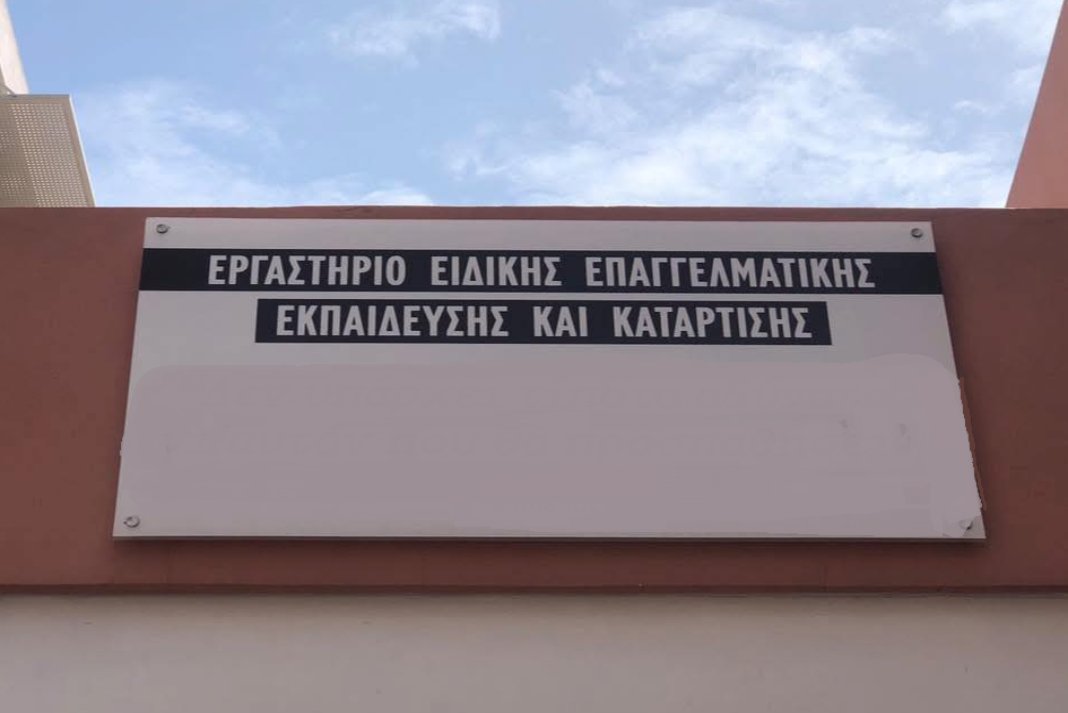 ΕΡΓΑΣΤΗΡΙΟ ΕΙΔΙΚΗΣ ΕΠΑΓΓΕΛΜΑΤΙΚΗΣ
ΕΚΠΑΙΔΕΥΣΗΣ ΚΑΙ ΚΑΤΑΡΤΙΣΗΣ